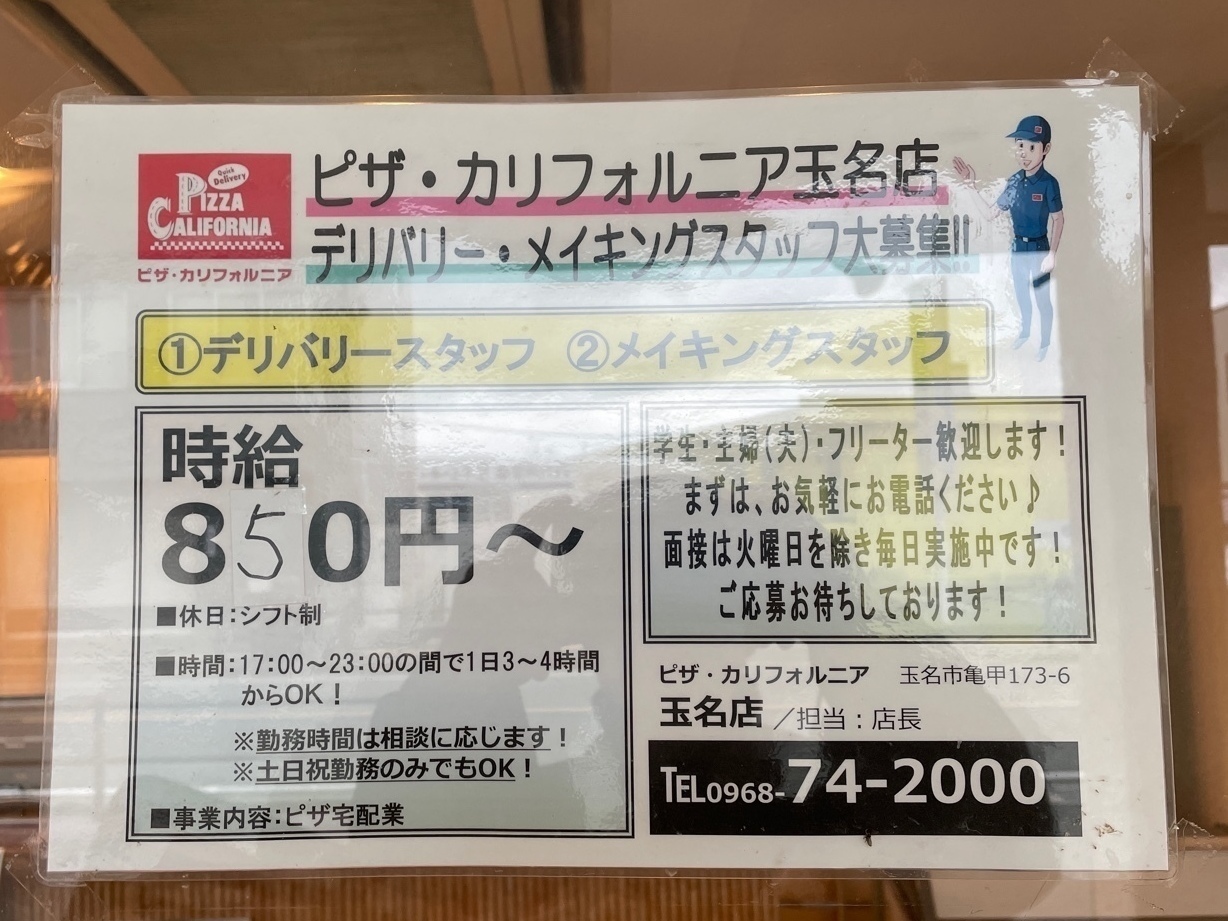 Quick
Delivery
PIZZA
CALIFORNIA
ピザ・カリフォルニア
ピザ・カリフォルニア玉名店
デリバリー・メイキングスタッフ大募集!!
①デリバリースタッフ ②メイキングスタッフ
時給
850円～
■休日：シフト制
■時間：17：00～23：00の間で1日3～4時間
からOK！
※勤務時間は相談に応じます！
※土日祝勤務のみでもOK！
■事業内容：ピザ宅配業
学生・主婦(夫)・フリーター歓迎します！
まずは、お気軽にお電話ください♪
面接は火曜日を除き毎日実施中です！
ご応募お待ちしております！
ピザ・カリフォルニア 玉名市亀甲173-6
玉名店／担当：店長
TEL0968-74-2000